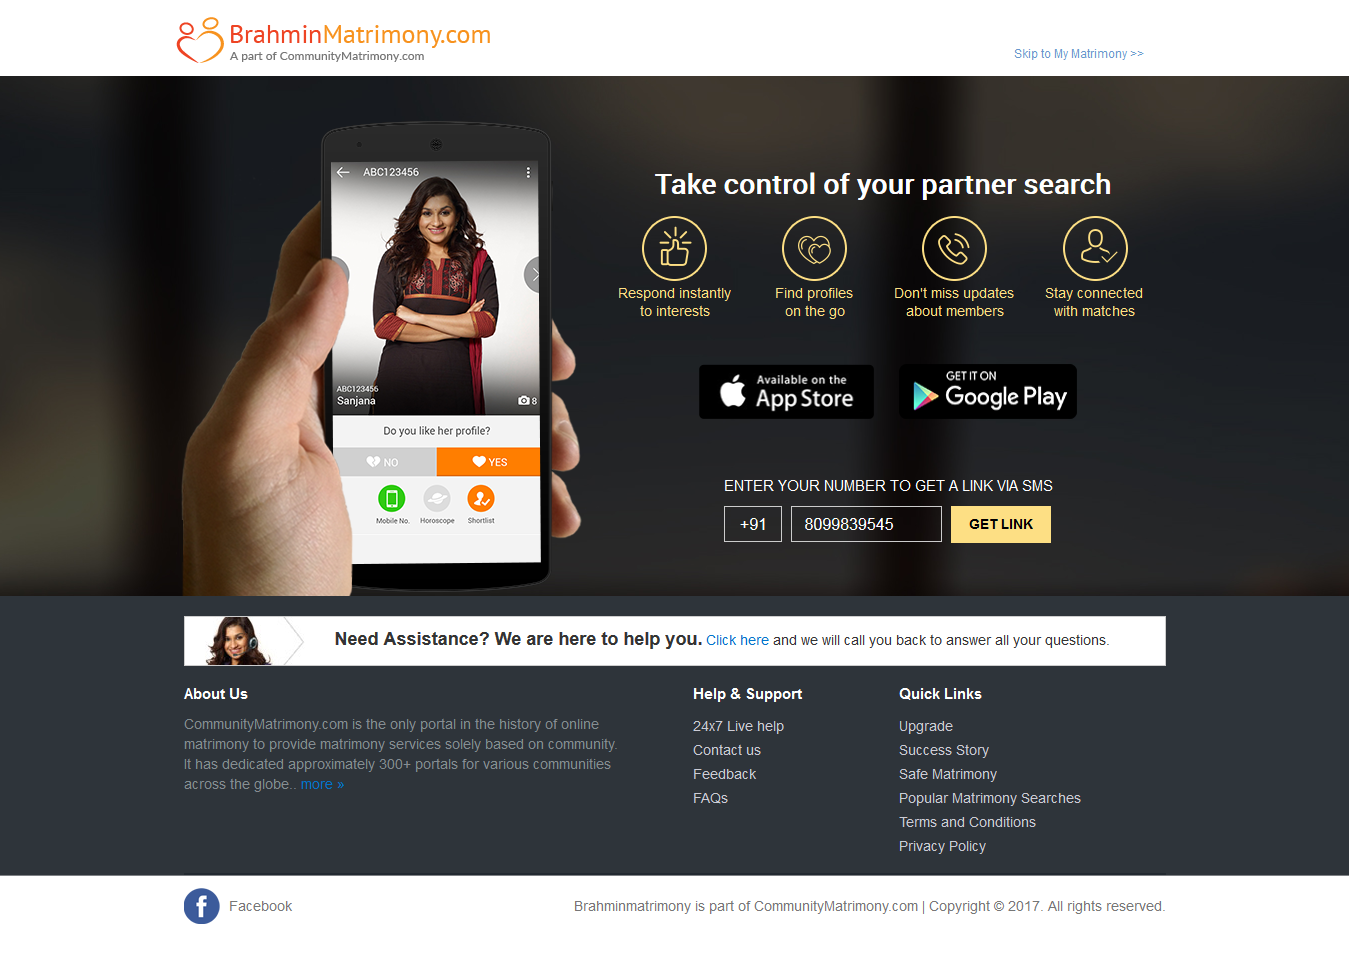 BrahminMatrimony.com
A part of CommunityMatrimony.com
Skip to My Matrimony >>
ABC123456
ABC123456
Sanjana
8
Do you like her profile?
NO
YES
Mobile No.
Horoscope
Shortlist
Take control of your partner search
Respond instantly
to interests
Find profiles
on the go
Don't miss updates
about members
Stay connected
with matches
Available on the
App Store
GET IT ON
Google Play
ENTER YOUR NUMBER TO GET A LINK VIA SMS
+91
8099839545
GET LINK
Need Assistance? We are here to help you. Click here and we will call you back to answer all your questions.
About Us
CommunityMatrimony.com is the only portal in the history of online
matrimony to provide matrimony services solely based on community.
It has dedicated approximately 300+ portals for various communities
across the globe.. more »
Help & Support
24x7 Live help
Contact us
Feedback
FAQs
Quick Links
Upgrade
Success Story
Safe Matrimony
Popular Matrimony Searches
Terms and Conditions
Privacy Policy
f
Facebook
Brahminmatrimony is part of CommunityMatrimony.com | Copyright © 2017. All rights reserved.